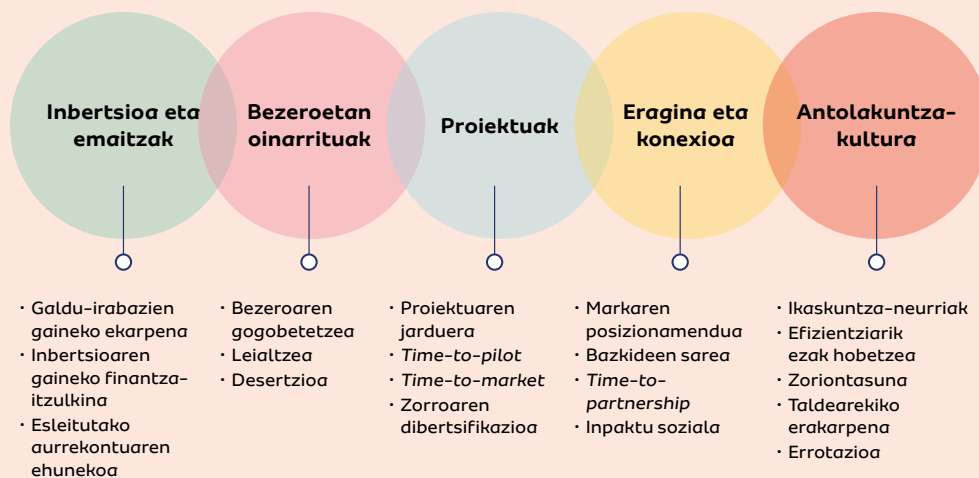 Inbertsioa eta
emaitzak
Bezeroetan
oinarrituak
Proiektuak
Eragina eta
konexioa
Antolakuntza-
kultura
· Galdu-irabazien
gaineko ekarpena
· Inbertsioaren
gaineko finantza-
itzulkina
· Esleitutako
aurrekontuaren
ehunekoa
· Bezeroaren
gogobetetzea
· Leialtzea
· Desertzioa
· Proiektuaren
jarduera
· Time-to-pilot
· Time-to-market
· Zorroaren
dibertsifikazioa
· Markaren
posizionamendua
· Bazkideen sarea
· Time-to-
partnership
· Inpaktu soziala
· Ikaskuntza-neurriak
· Efizientziarik
ezak hobetzea
· Zoriontasuna
· Taldearekiko
erakarpena
· Errotazioa